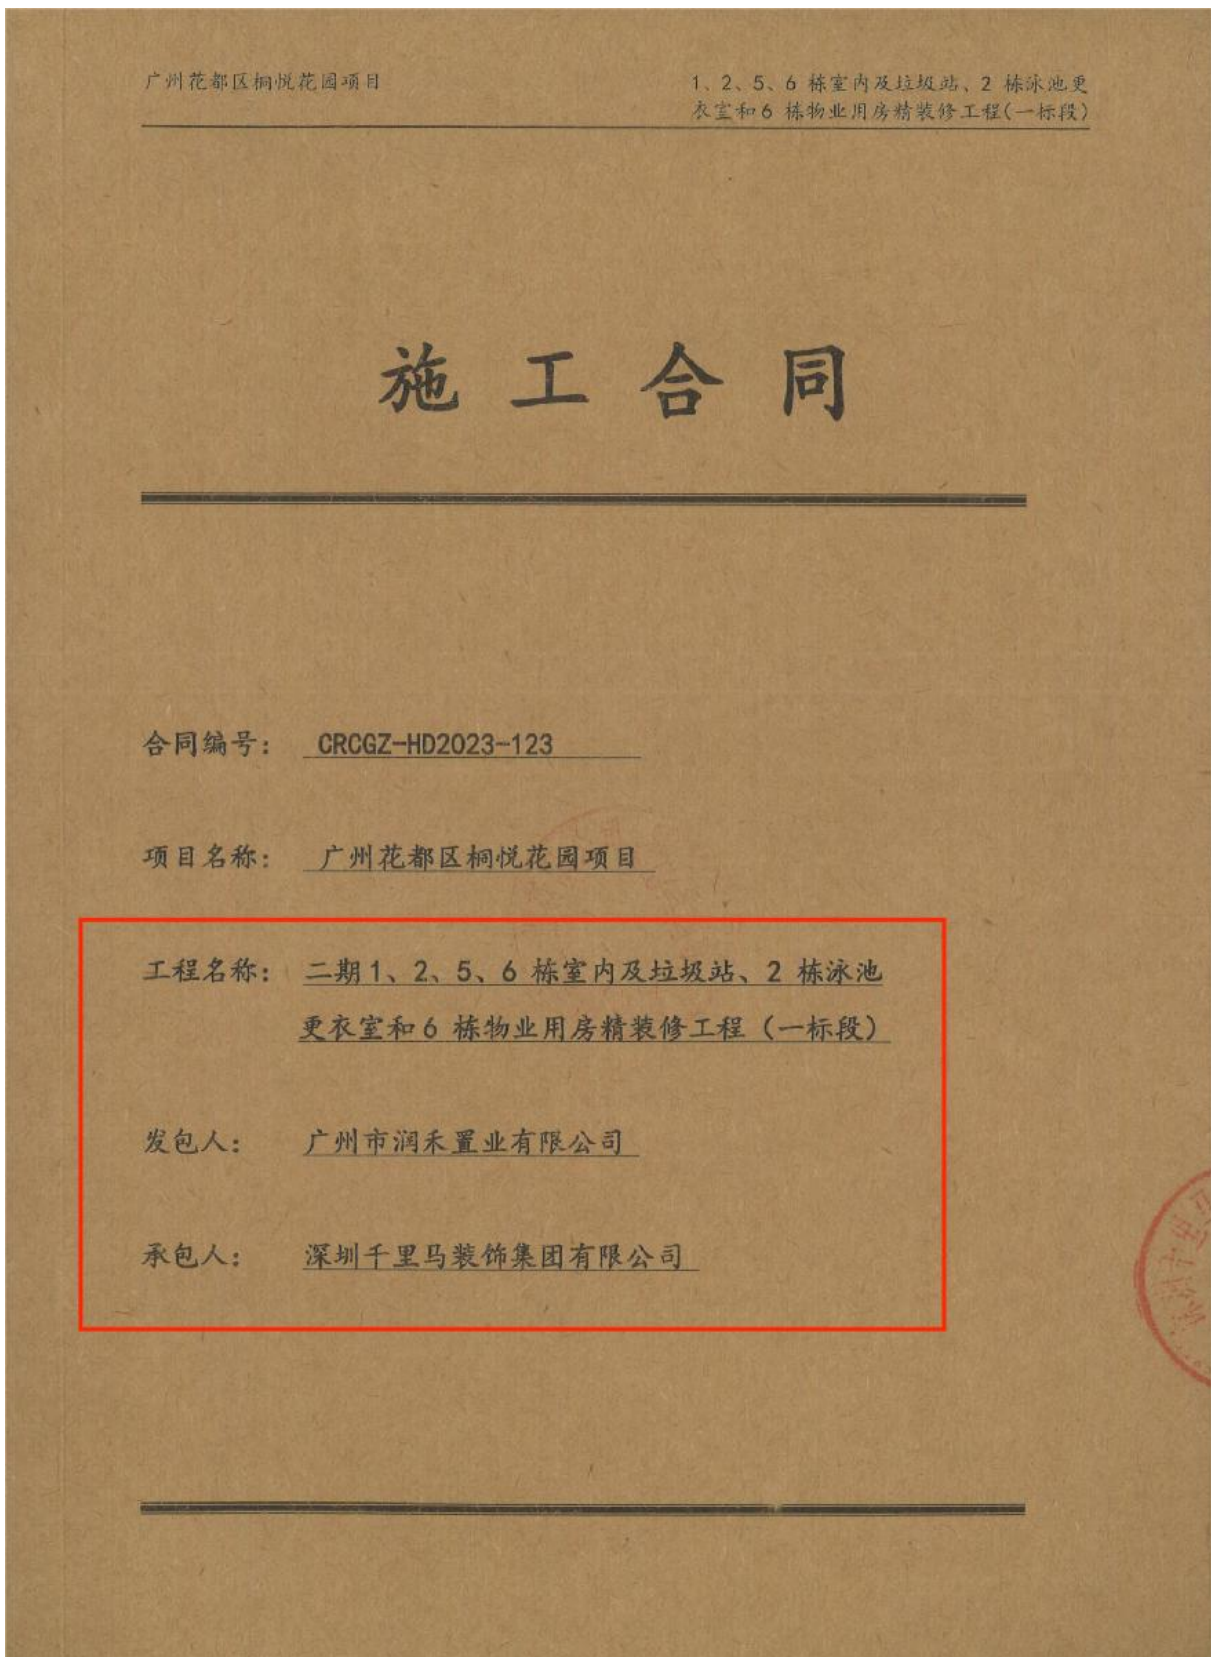 广州花都区桐悦花园项目
1、2、5、6 栋室内及垃圾站、2 栋泳池更
衣室和6 栋物业用房精装修工程(一标段)
施工合同
合同编号: CRCGZ-HD2023-123
项目名称: 广州花都区桐悦花园项目
工程名称: 二期1、2、5、6 栋室内及垃圾站、2 栋泳池
更衣室和6 栋物业用房精装修工程（一标段）
发包人: 广州市润禾置业有限公司
承包人: 深圳千里马装饰集团有限公司